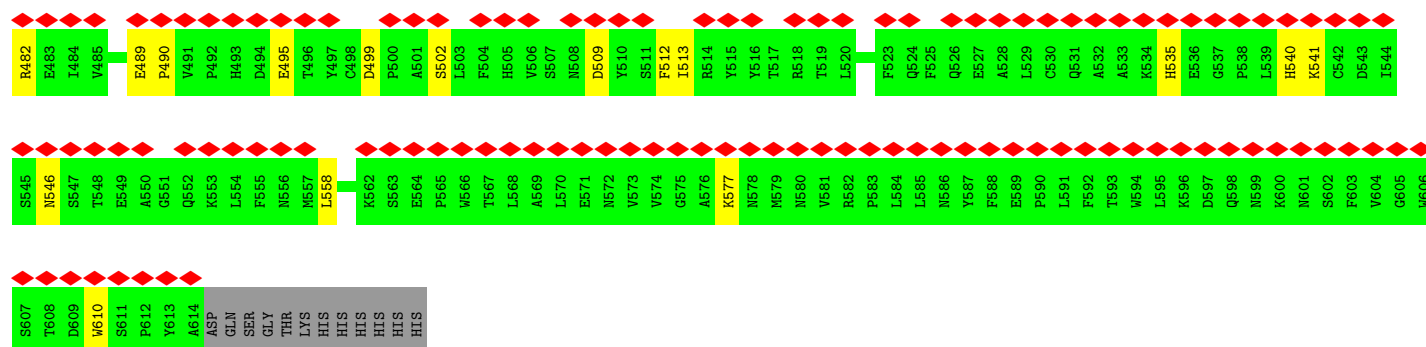 R482 E483 I484 V485 E489 P490 V491 P492 H493 D494 E495 T496 Y497 C498 D499 P500 A501 S502 L503 F504 H505 V506 S507 N508 D509 Y510 S511 F512 I513 R514 Y515 Y516 T517 R518 T519 L520 F523 Q524 F525 Q526 E527 A528 L529 C530 Q531 A532 A533 K534 H535 E536 G537 P538 L539 H540 K541 C542 D543 I544
S545 N546 S547 T548 E549 A550 G551 Q552 K553 L554 F555 N556 M557 L558 K562 S563 E564 P565 W566 T567 L568 A569 L570 E571 N572 V573 V574 G575 A576 K577 N578 M579 N580 V581 R582 P583 L584 L585 N586 Y587 F588 E589 P590 L591 F592 T593 W594 L595 K596 D597 Q598 N599 K600 N601 S602 F603 V604 G605 W606
S607 T608 D609 W610 S611 P612 Y613 A614 ASP GLN SER GLY THR LYS HIS HIS HIS HIS HIS HIS